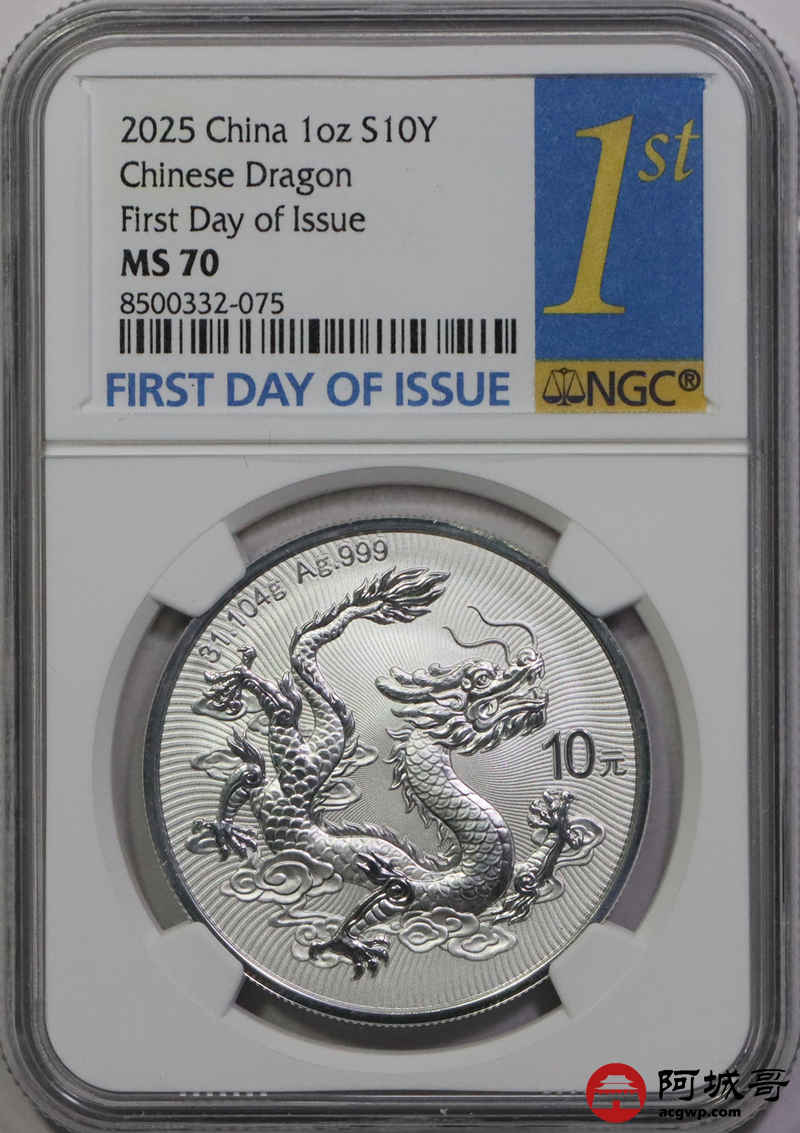 2025 China 1oz S10Y
Chinese Dragon
First Day of Issue
MS 70
8500332-075
FIRST DAY OF ISSUE
1st
NGC®
31.104g Ag.999
10元
阿城哥
acgwp.com